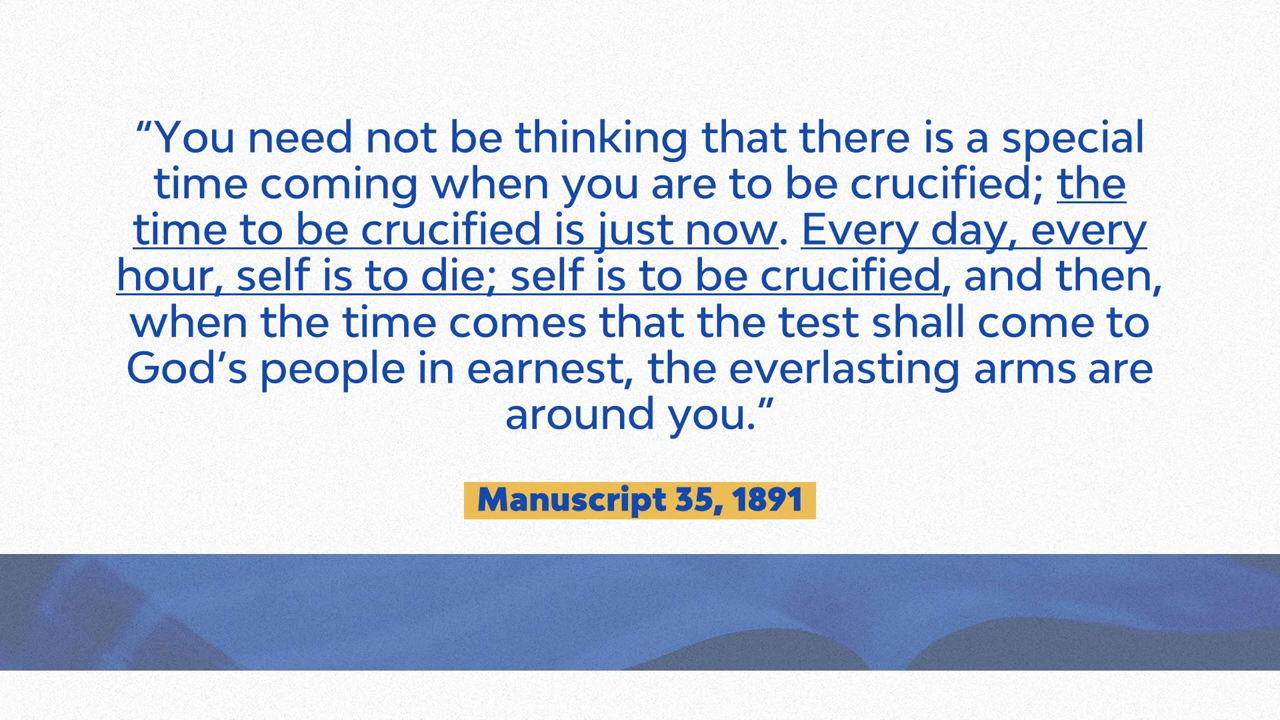 “You need not be thinking that there is a special
time coming when you are to be crucified; the
time to be crucified is just now. Every day, every
hour, self is to die; self is to be crucified, and then,
when the time comes that the test shall come to
God’s people in earnest, the everlasting arms are
around you.”
Manuscript 35, 1891